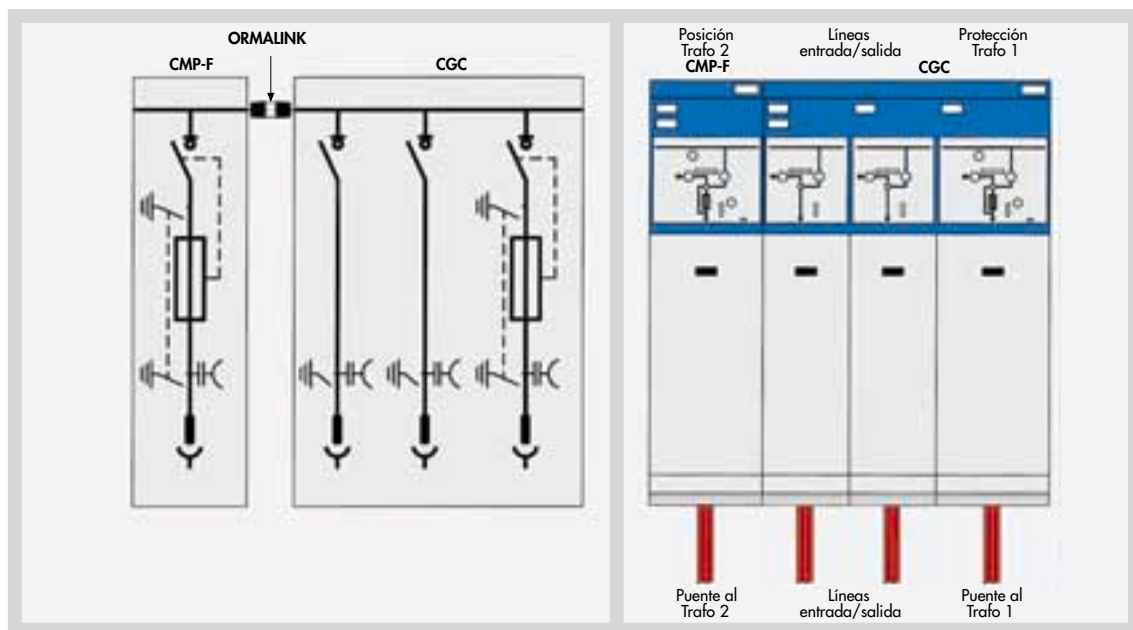 ORMALINK
CMP-F
CGC
Posición
Trafo 2
CMP-F
Líneas
entrada/salida
Protección
Trafo 1
CGC
Puente al
Trafo 2
Líneas
entrada/salida
Puente al
Trafo 1